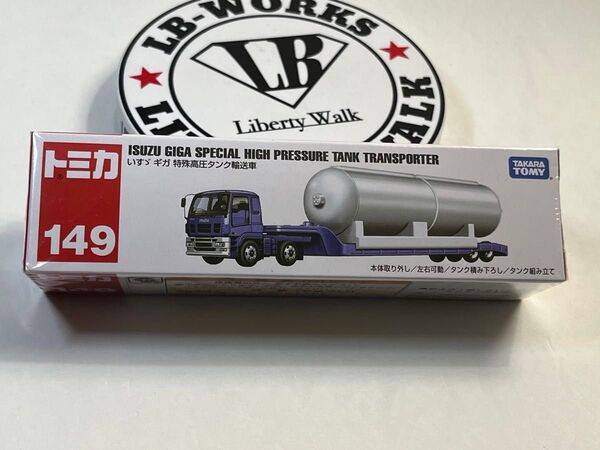 LB-WORKS
LB
Liberty Walk
WALK
トミカ
149
ISUZU GIGA SPECIAL HIGH PRESSURE TANK TRANSPORTER
いすゞ ギガ 特殊高圧タンク輸送車
TAKARA
TOMY
本体取り外し／左右可動／タンク積み下ろし／タンク組み立て